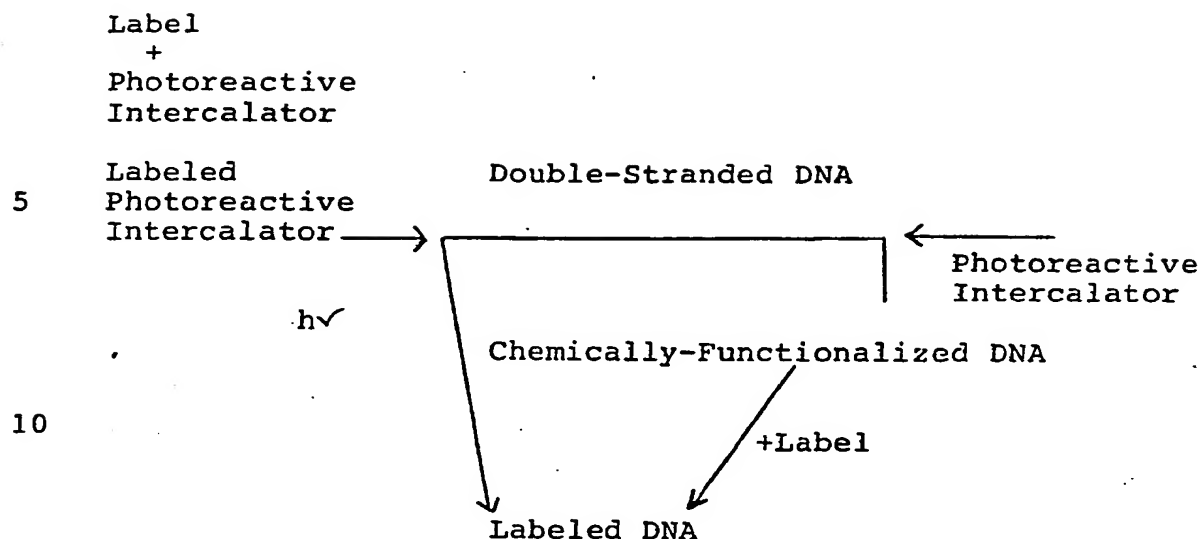 Label
+
Photoreactive
Intercalator
Labeled Double-Stranded DNA
5 Photoreactive
Intercalator
Photoreactive
Intercalator
h✓
Chemically-Functionalized DNA
10
+Label
Labeled DNA